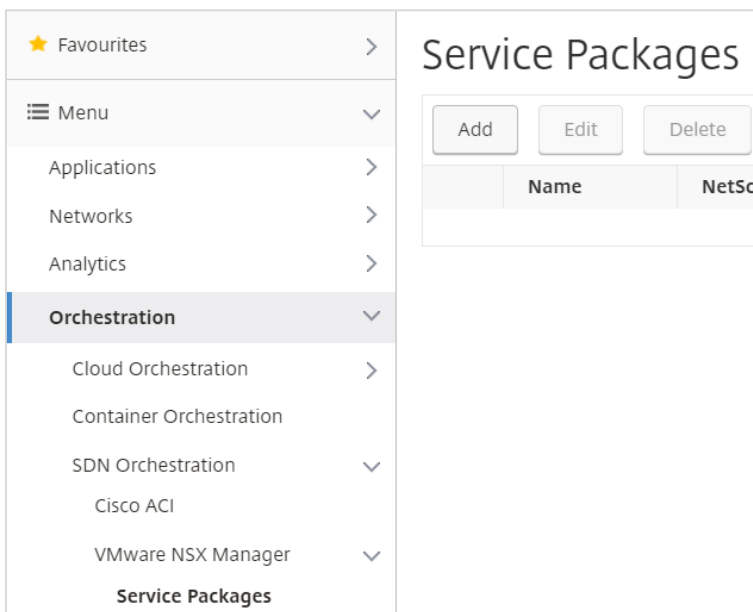 Favourites
Menu
Applications
Networks
Analytics
Orchestration
Cloud Orchestration
Container Orchestration
SDN Orchestration
Cisco ACI
VMware NSX Manager
Service Packages
Service Packages
Add Edit Delete
Name NetSc